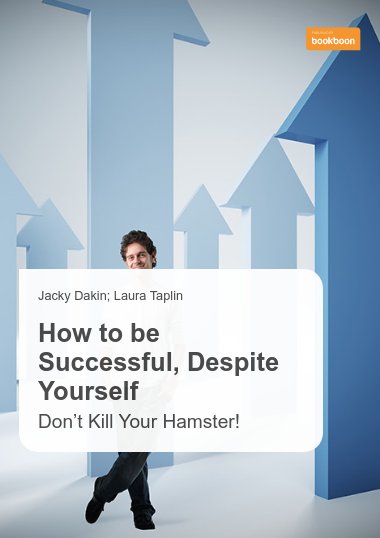 bookboon
Jacky Dakin; Laura Taplin
How to be
Successful, Despite
Yourself
Don't Kill Your Hamster!